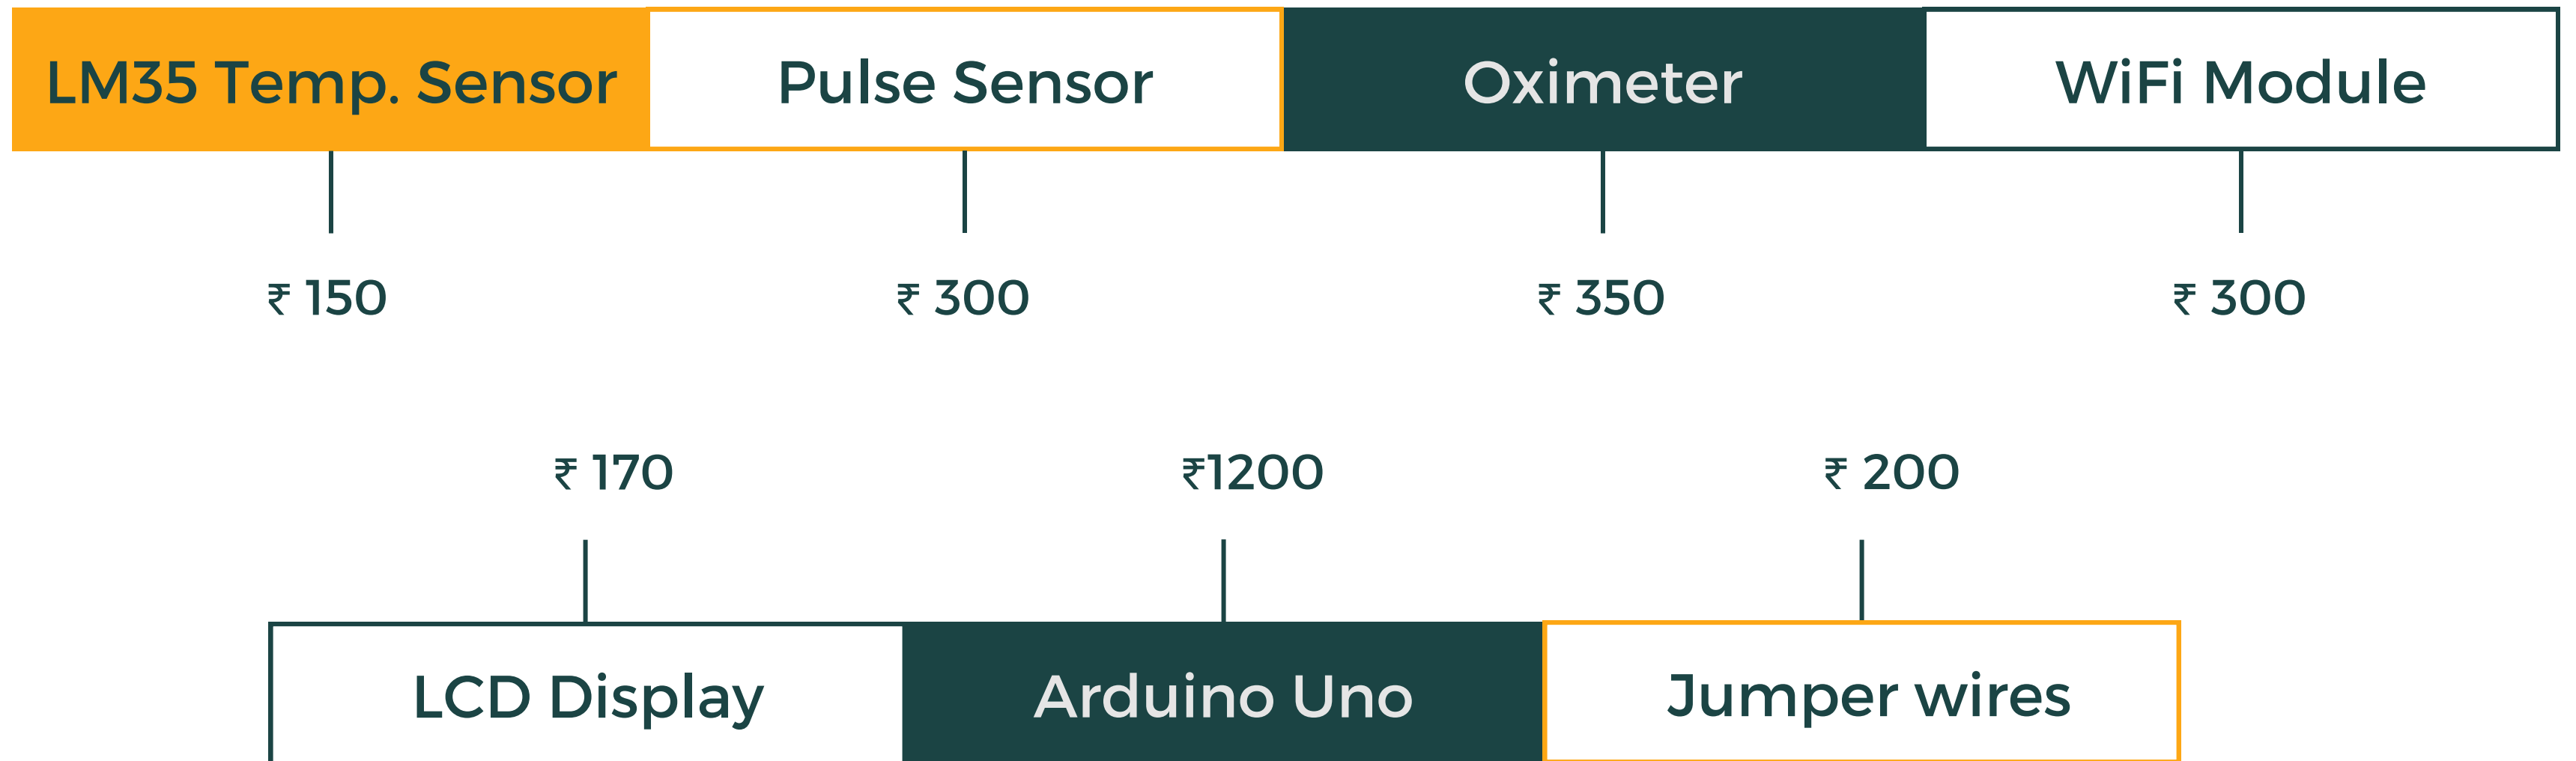 LM35 Temp. Sensor
Pulse Sensor
Oximeter
WiFi Module
₹ 150
₹ 300
₹ 350
₹ 300
₹ 170
₹1200
₹ 200
LCD Display
Arduino Uno
Jumper wires